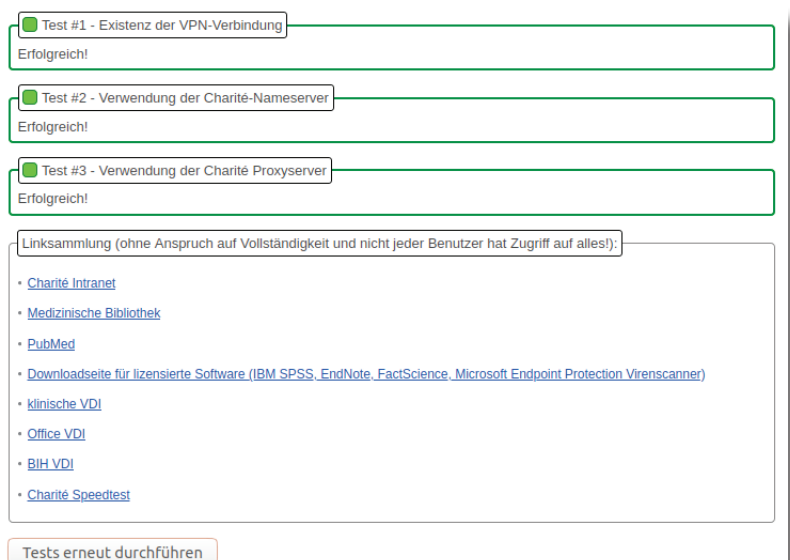 Test #1 - Existenz der VPN-Verbindung
Erfolgreich!
Test #2 - Verwendung der Charité-Nameserver
Erfolgreich!
Test #3 - Verwendung der Charité Proxyserver
Erfolgreich!
Linksammlung (ohne Anspruch auf Vollständigkeit und nicht jeder Benutzer hat Zugriff auf alles!):
• Charité Intranet
• Medizinische Bibliothek
• PubMed
• Downloadseite für lizensierte Software (IBM SPSS, EndNote, FactScience, Microsoft Endpoint Protection Virenscanner)
• klinische VDI
• Office VDI
• BIH VDI
• Charité Speedtest
Tests erneut durchführen